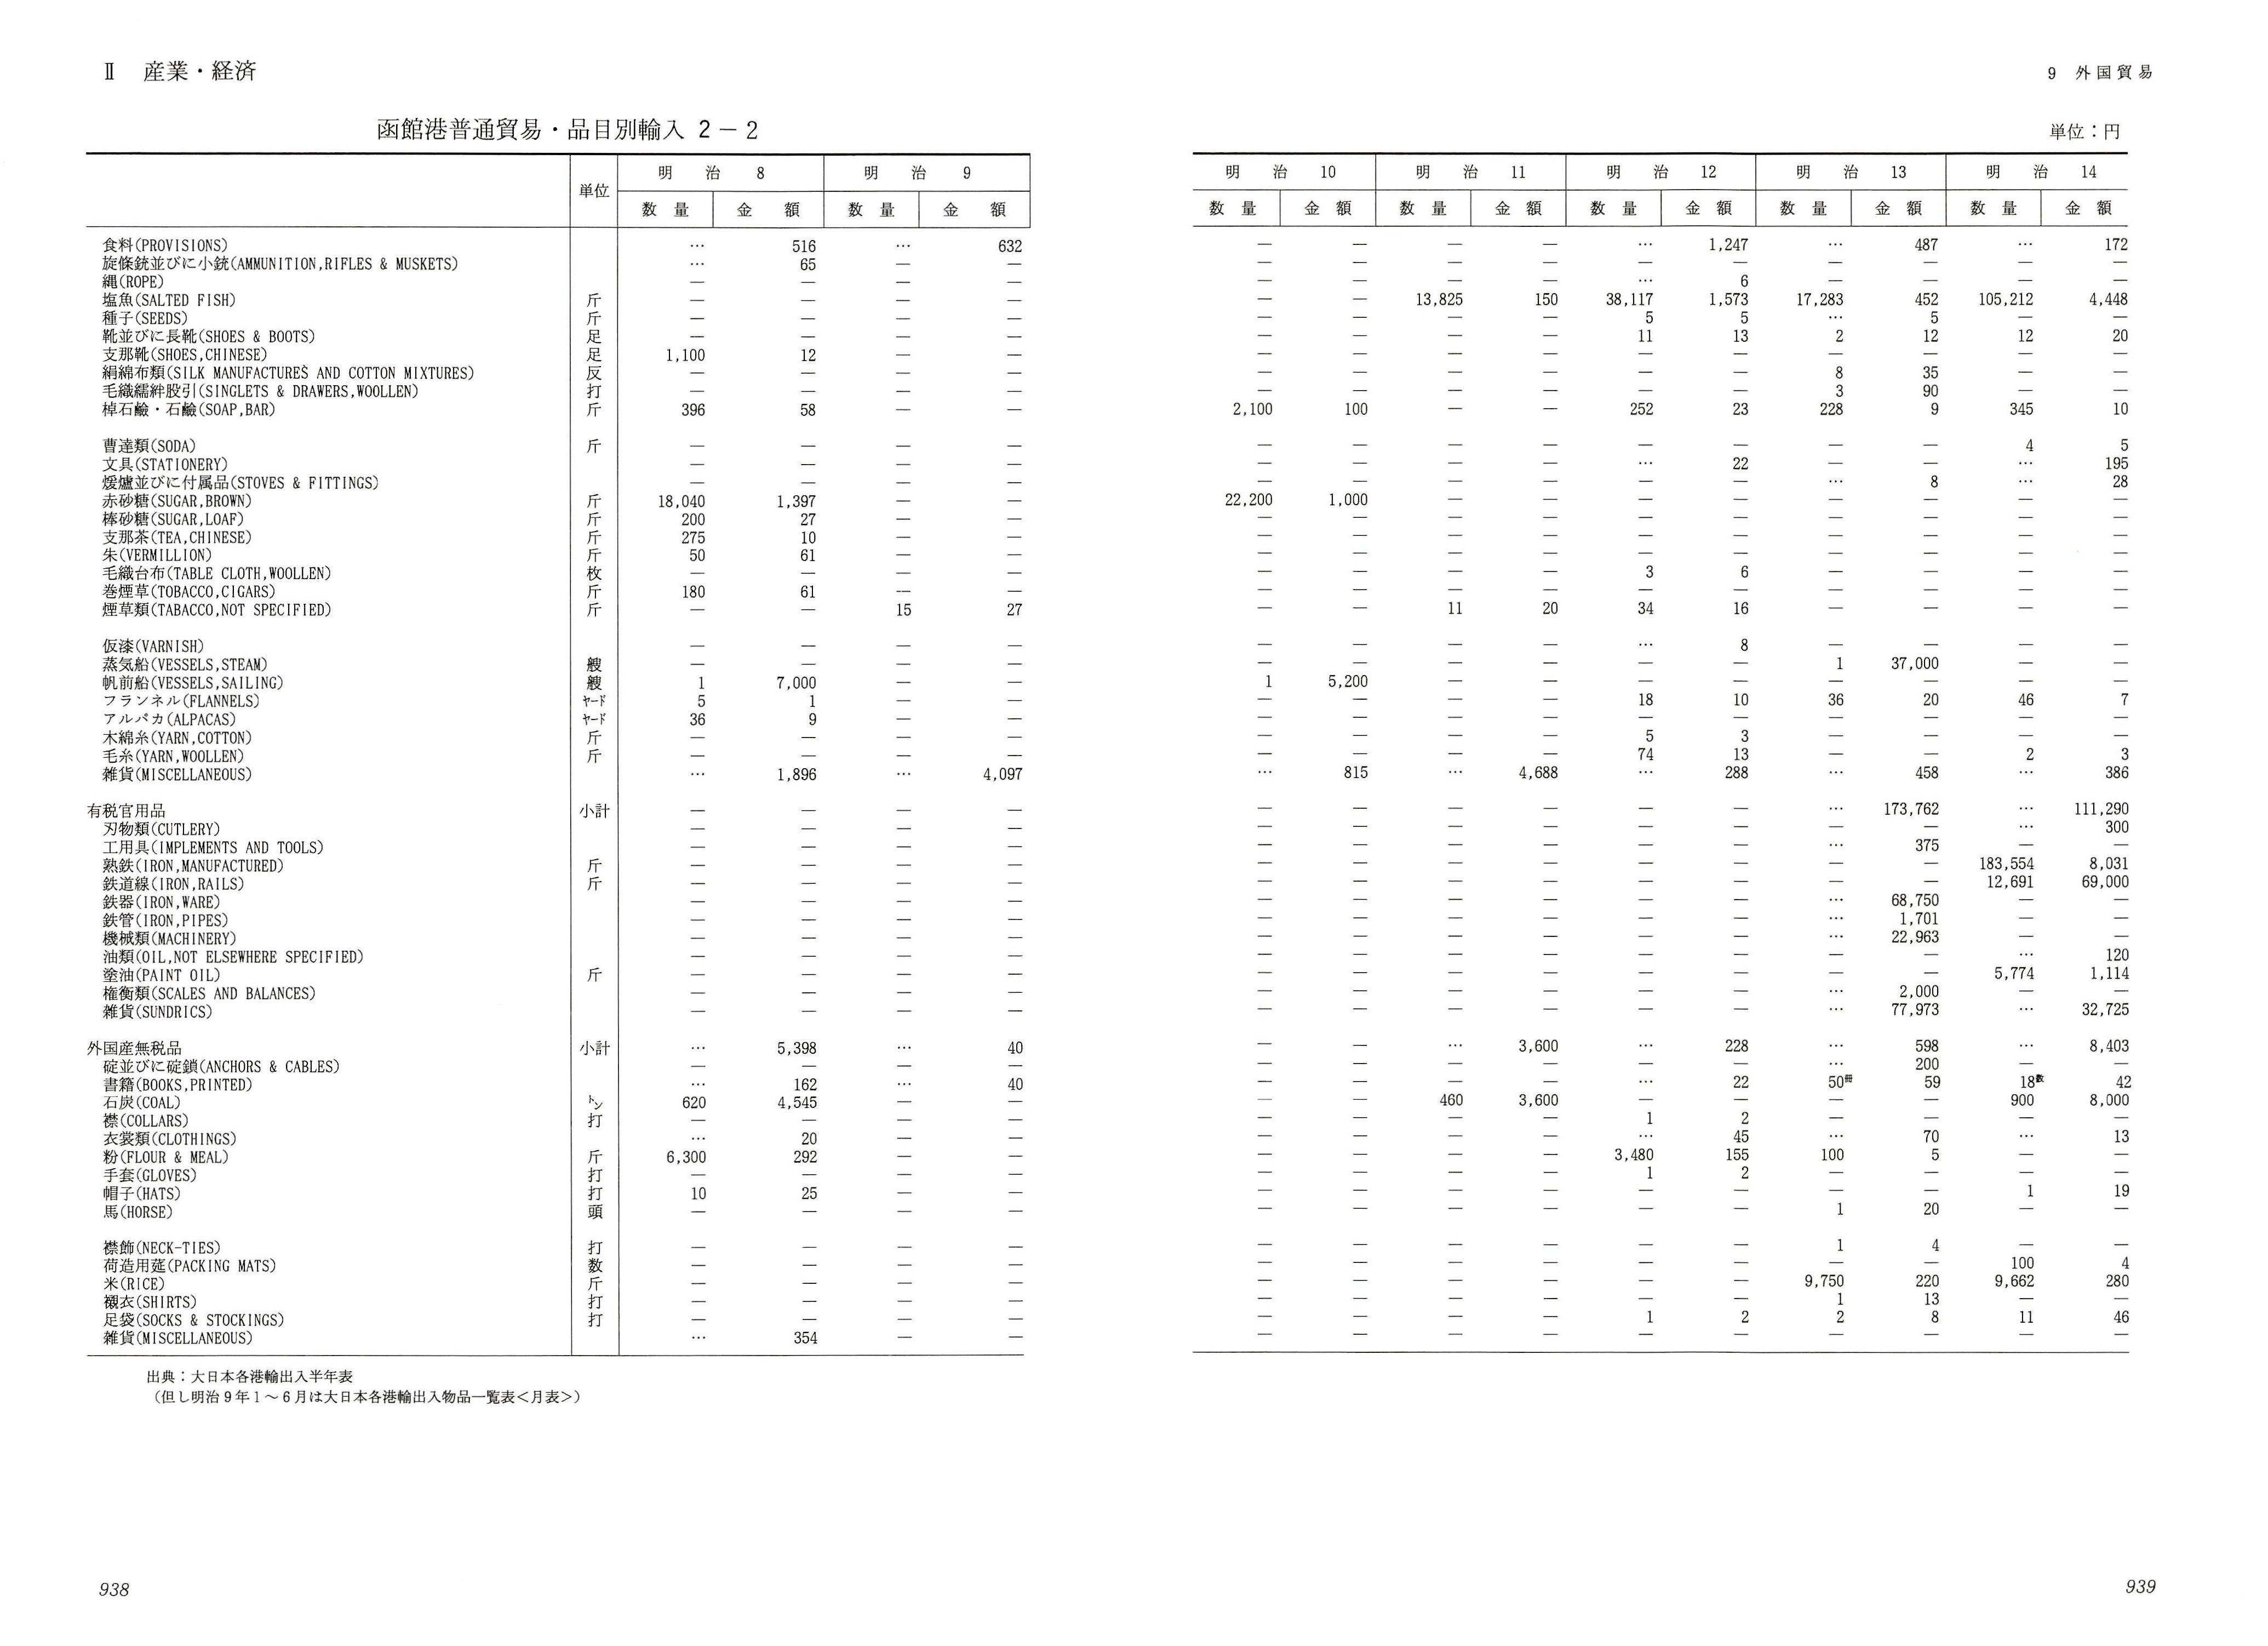 Ⅱ 産業・経済
函館港普通貿易・品目別輸入 2－2
単位 明治8 明治9
数量 金額 数量 金額
食料(PROVISIONS) … 516 … 632
旋條銃並びに小銃(AMMUNITION,RIFLES & MUSKETS) … 65 — —
縄(ROPE) — — — —
塩魚(SALTED FISH) 斤 — — — —
種子(SEEDS) 斤 — — — —
靴並びに長靴(SHOES & BOOTS) 足 — — — —
支那靴(SHOES,CHINESE) 足 1,100 12 — —
絹綿布類(SILK MANUFACTURES AND COTTON MIXTURES) 反 — — — —
毛織繻絆股引(SINGLETS & DRAWERS,WOOLLEN) 打 — — — —
棹石鹼・石鹼(SOAP,BAR) 斤 396 58 — —
曹達類(SODA) 斤 — — — —
文具(STATIONERY) — — — —
煖爐並びに付属品(STOVES & FITTINGS) — — — —
赤砂糖(SUGAR,BROWN) 斤 18,040 1,397 — —
棒砂糖(SUGAR,LOAF) 斤 200 27 — —
支那茶(TEA,CHINESE) 斤 275 10 — —
朱(VERMILLION) 斤 50 61 — —
毛織台布(TABLE CLOTH,WOOLLEN) 枚 — — — —
巻煙草(TOBACCO,CIGARS) 斤 180 61 — —
煙草類(TABACCO,NOT SPECIFIED) 斤 — — 15 27
仮漆(VARNISH) — — — —
蒸気船(VESSELS,STEAM) 艘 — — — —
帆前船(VESSELS,SAILING) 艘 1 7,000 — —
フランネル(FLANNELS) ヤード 5 1 — —
アルパカ(ALPACAS) ヤード 36 9 — —
木綿糸(YARN,COTTON) 斤 — — — —
毛糸(YARN,WOOLLEN) 斤 — — — —
雑貨(MISCELLANEOUS) … 1,896 … 4,097
有税官用品 小計 — — — —
刃物類(CUTLERY) — — — —
工用具(IMPLEMENTS AND TOOLS) — — — —
熟鉄(IRON,MANUFACTURED) 斤 — — — —
鉄道線(IRON,RAILS) 斤 — — — —
鉄器(IRON,WARE) — — — —
鉄管(IRON,PIPES) — — — —
機械類(MACHINERY) — — — —
油類(OIL,NOT ELSEWHERE SPECIFIED) — — — —
塗油(PAINT OIL) 斤 — — — —
権衡類(SCALES AND BALANCES) — — — —
雑貨(SUNDRICS) — — — —
外国産無税品 小計 … 5,398 … 40
碇並びに碇鎖(ANCHORS & CABLES) — — — —
書籍(BOOKS,PRINTED) … 162 … 40
石炭(COAL) トン 620 4,545 — —
襟(COLLARS) 打 — — — —
衣裳類(CLOTHINGS) … 20 — —
粉(FLOUR & MEAL) 斤 6,300 292 — —
手套(GLOVES) 打 — — — —
帽子(HATS) 打 10 25 — —
馬(HORSE) 頭 — — — —
襟飾(NECK-TIES) 打 — — — —
荷造用莚(PACKING MATS) 数 — — — —
米(RICE) 斤 — — — —
襯衣(SHIRTS) 打 — — — —
足袋(SOCKS & STOCKINGS) 打 — — — —
雑貨(MISCELLANEOUS) … 354 — —
出典：大日本各港輸出入半年表
（但し明治9年1～6月は大日本各港輸出入物品一覧表＜月表＞）
938
9 外国貿易
単位：円
明治10 明治11 明治12 明治13 明治14
数量 金額 数量 金額 数量 金額 数量 金額 数量 金額
— — — — … 1,247 … 487 … 172
— — — — — — — — — —
— — — — … 6 — — — —
— — 13,825 150 38,117 1,573 17,283 452 105,212 4,448
— — — — 5 5 … 5 — —
— — — — 11 13 2 12 12 20
— — — — — — — — — —
— — — — — — 8 35 — —
— — — — — — 3 90 — —
2,100 100 — — 252 23 228 9 345 10
— — — — — — — — 4 5
— — — — … 22 — — … 195
— — — — — — … 8 … 28
22,200 1,000 — — — — — — — —
— — — — — — — — — —
— — — — — — — — — —
— — — — — — — — — —
— — — — 3 6 — — — —
— — — — — — — — — —
— — 11 20 34 16 — — — —
— — — — … 8 — — — —
— — — — — — 1 37,000 — —
1 5,200 — — — — — — — —
— — — — 18 10 36 20 46 7
— — — — — — — — — —
— — — — 5 3 — — — —
— — — — 74 13 — — 2 3
… 815 … 4,688 … 288 … 458 … 386
— — — — — — … 173,762 … 111,290
— — — — — — — — … 300
— — — — — — … 375 — —
— — — — — — — — 183,554 8,031
— — — — — — — — 12,691 69,000
— — — — — — … 68,750 — —
— — — — — — … 1,701 — —
— — — — — — … 22,963 — —
— — — — — — — — … 120
— — — — — — — — 5,774 1,114
— — — — — — … 2,000 — —
— — — — — — … 77,973 … 32,725
— — … 3,600 … 228 … 598 … 8,403
— — — — — — … 200 — —
— — — — … 22 50冊 59 18数 42
— — 460 3,600 — — — — 900 8,000
— — — — 1 2 — — — —
— — — — … 45 … 70 … 13
— — — — 3,480 155 100 5 — —
— — — — 1 2 — — — —
— — — — — — — — 1 19
— — — — — — 1 20 — —
— — — — — — 1 4 — —
— — — — — — — — 100 4
— — — — — — 9,750 220 9,662 280
— — — — — — 1 13 — —
— — — — 1 2 2 8 11 46
— — — — — — — — — —
939